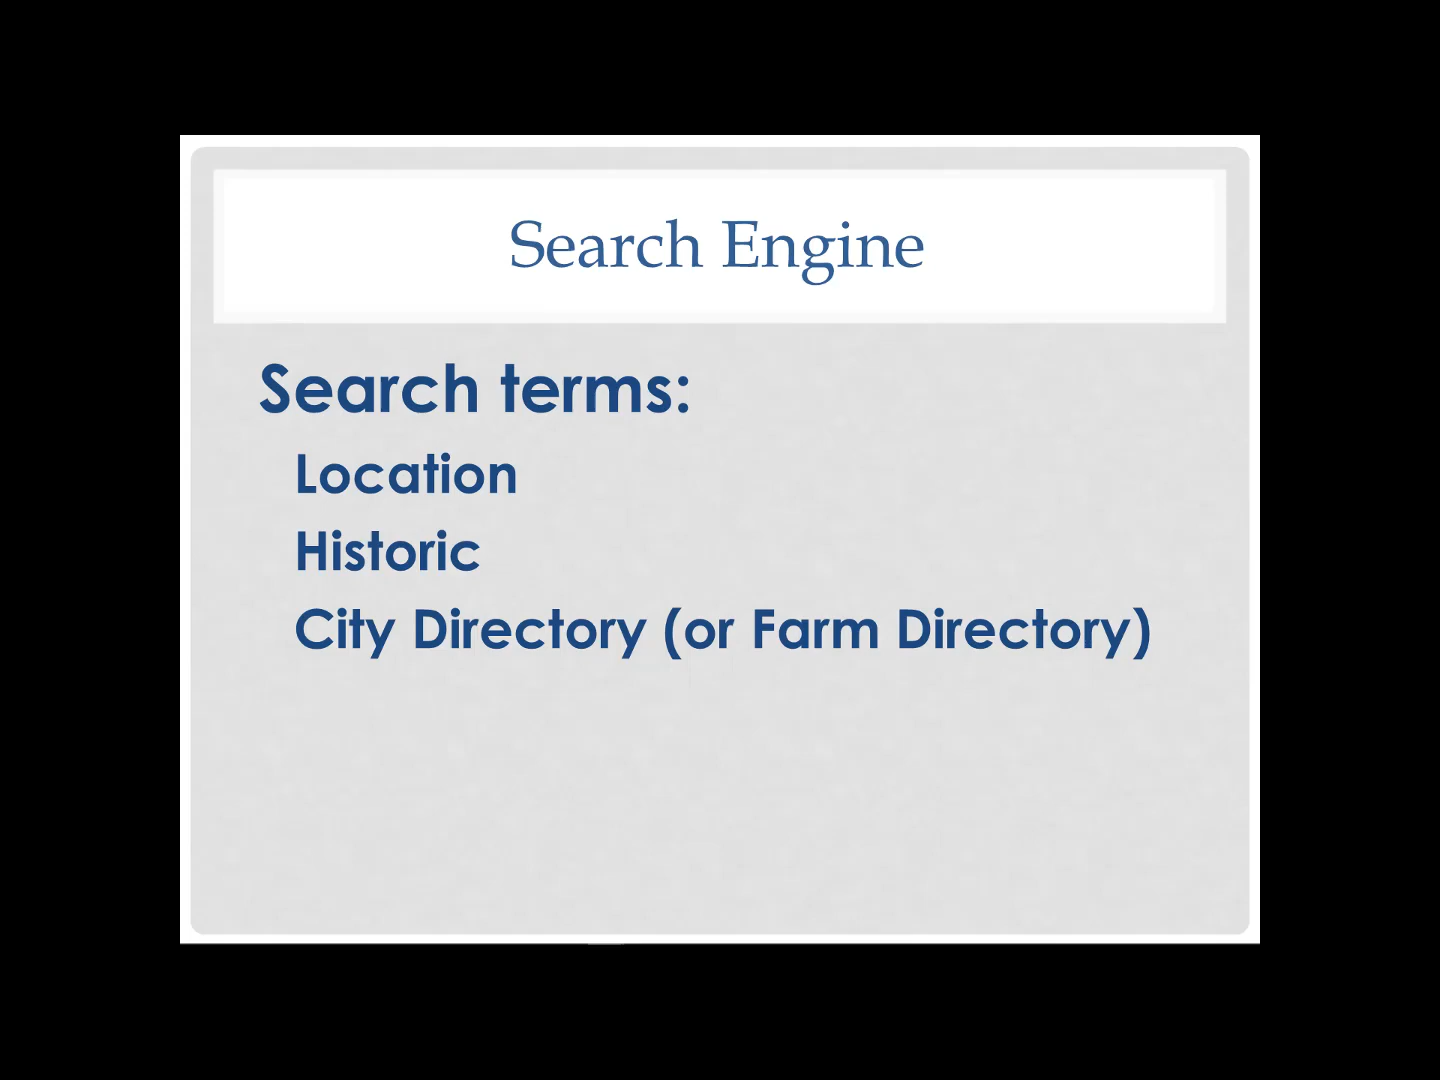 Search Engine
Search terms:
Location
Historic
City Directory (or Farm Directory)